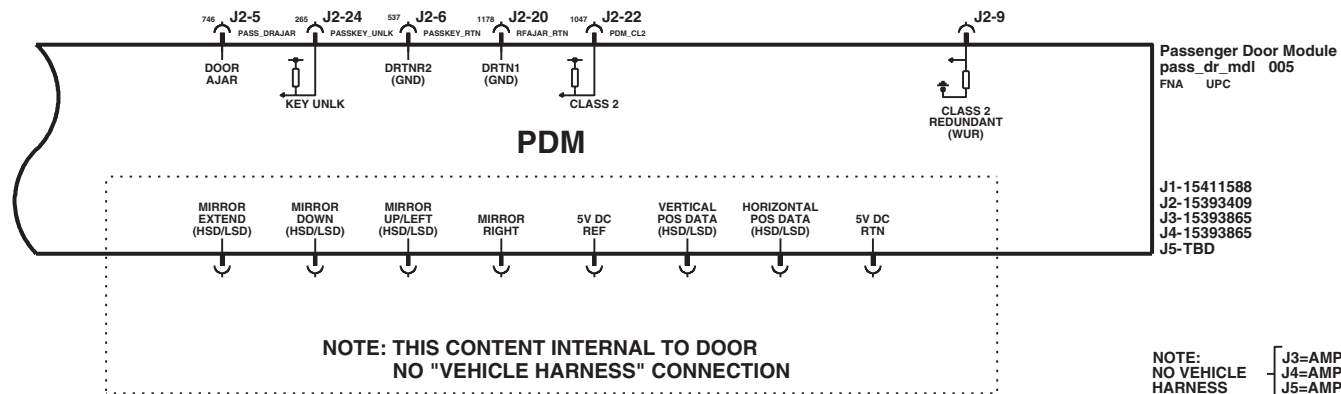 746 J2-5 265 J2-24 537 J2-6 1178 J2-20 1047 J2-22 J2-9
PASS_DRAJAR PASSKEY_UNLK PASSKEY_RTN RFAJAR_RTN PDM_CL2
Passenger Door Module
pass_dr_mdl 005
FNA UPC
DOOR
AJAR
KEY UNLK
DRTNR2
(GND)
DRTN1
(GND)
CLASS 2
CLASS 2
REDUNDANT
(WUR)
PDM
MIRROR
EXTEND
(HSD/LSD)
MIRROR
DOWN
(HSD/LSD)
MIRROR
UP/LEFT
(HSD/LSD)
MIRROR
RIGHT
5V DC
REF
VERTICAL
POS DATA
(HSD/LSD)
HORIZONTAL
POS DATA
(HSD/LSD)
5V DC
RTN
J1-15411588
J2-15393409
J3-15393865
J4-15393865
J5-TBD
NOTE: THIS CONTENT INTERNAL TO DOOR
NO "VEHICLE HARNESS" CONNECTION
NOTE:
NO VEHICLE
HARNESS
J3=AMP
J4=AMP
J5=AMP